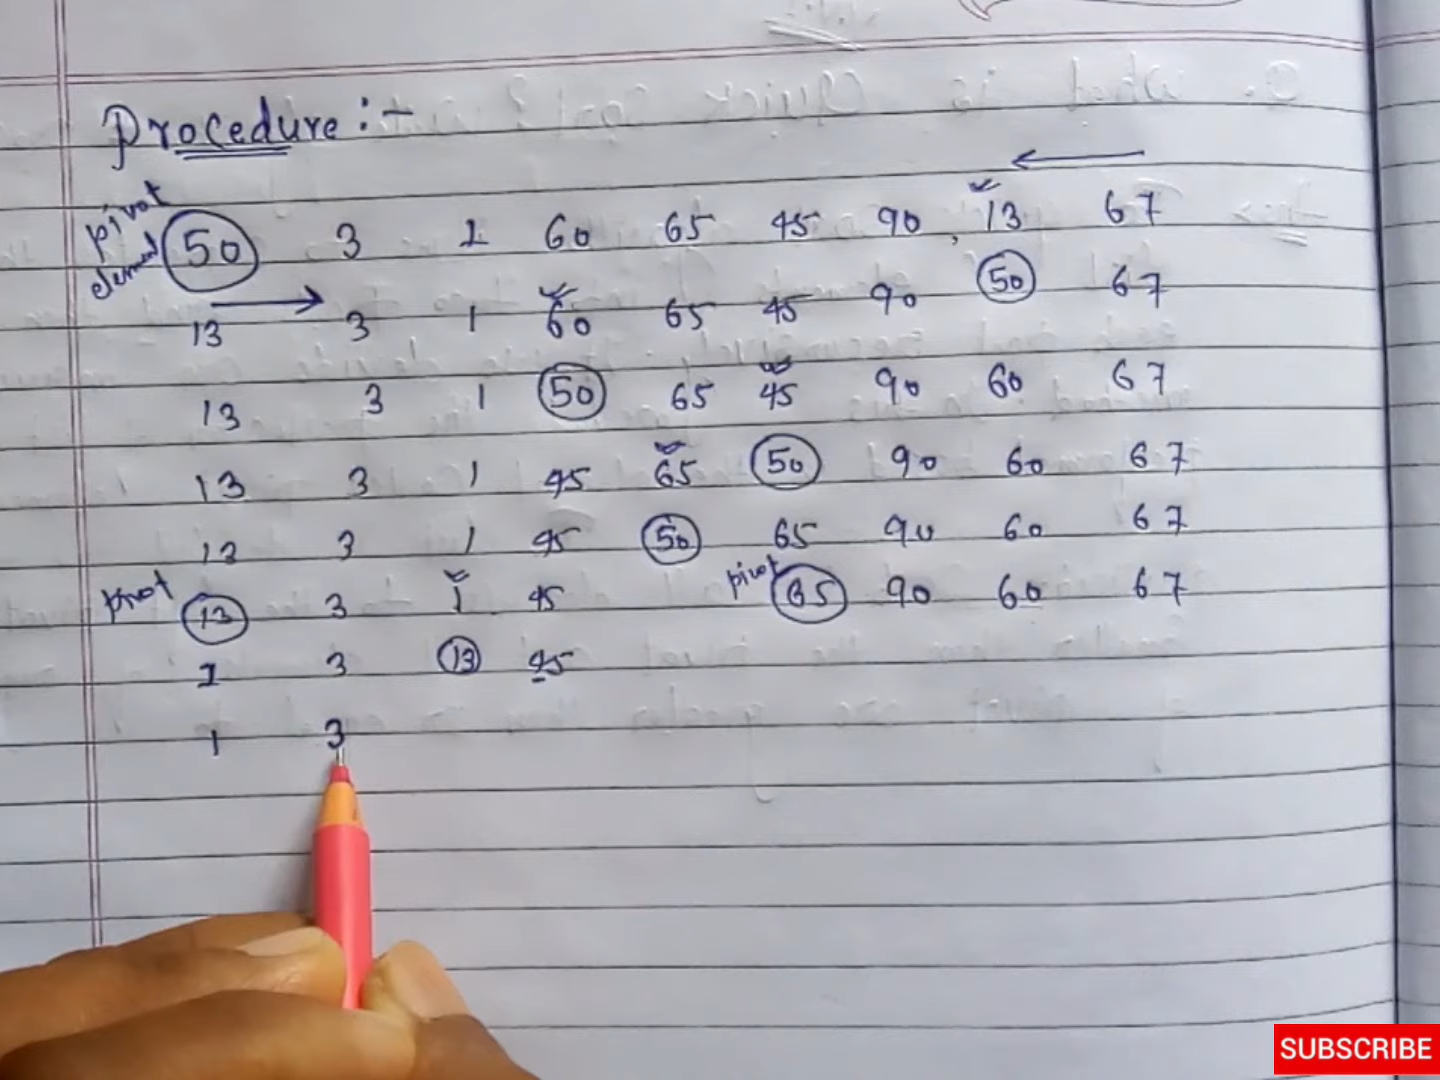 Procedure :-
pivot element
50 3 1 60 65 45 90, 13 67
13 3 1 60 65 45 90 50 67
13 3 1 50 65 45 90 60 67
13 3 1 45 65 50 90 60 67
13 3 1 45 50 65 90 60 67
pivot 13 3 1 45 pivot 65 90 60 67
1 3 13 45
1 3
SUBSCRIBE